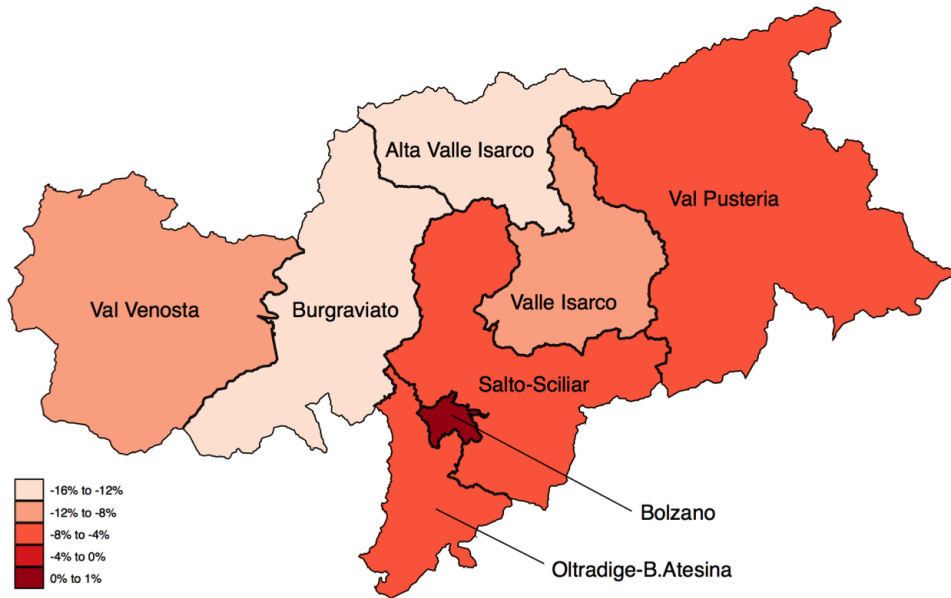 Alta Valle Isarco
Val Pusteria
Val Venosta
Burgraviato
Valle Isarco
Salto-Sciliar
Bolzano
Oltradige-B.Atesina
-16% to -12%
-12% to -8%
-8% to -4%
-4% to 0%
0% to 1%